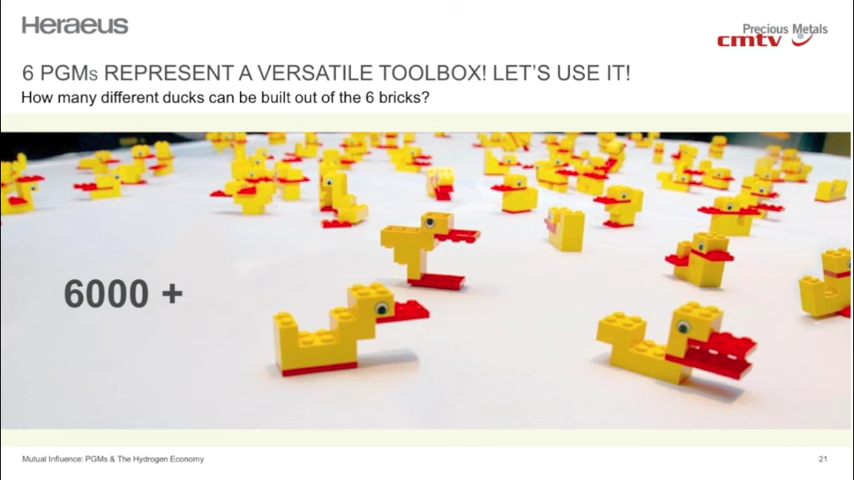 Heraeus
Precious Metals
cmtv
6 PGMs REPRESENT A VERSATILE TOOLBOX! LET'S USE IT!
How many different ducks can be built out of the 6 bricks?
6000 +
Mutual Influence: PGMs & The Hydrogen Economy
21